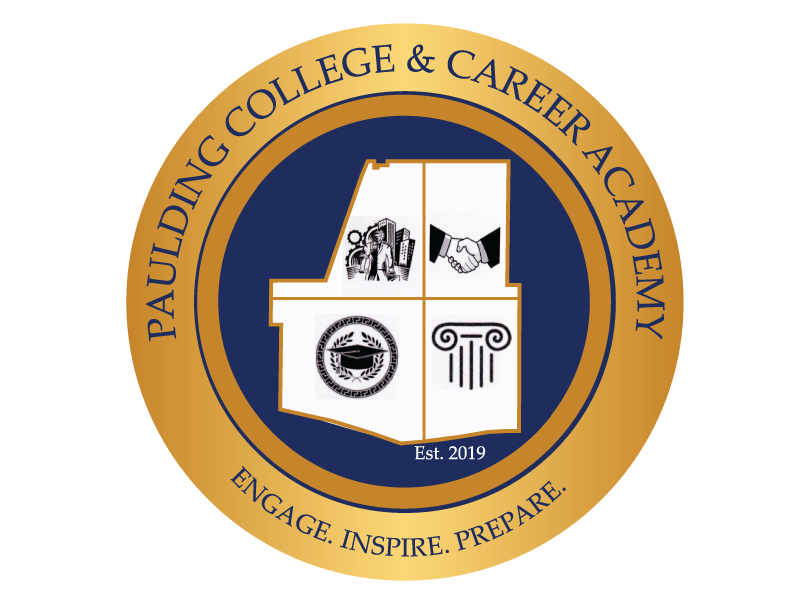 PAULDING COLLEGE & CAREER ACADEMY
Est. 2019
ENGAGE. INSPIRE. PREPARE.